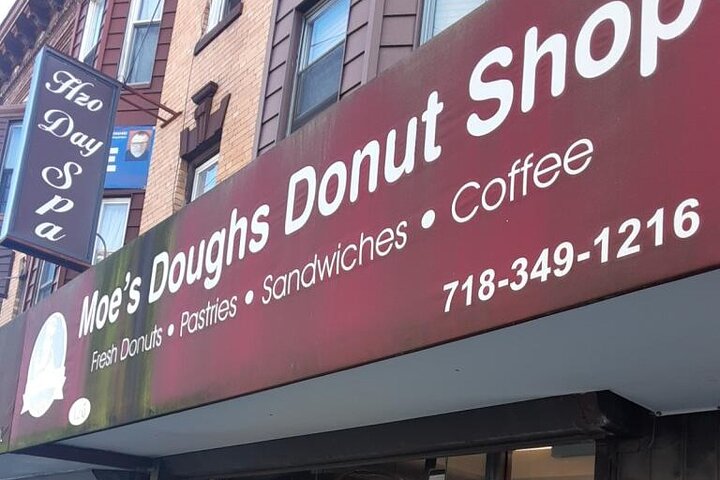 H2o
Day
Spa
Moe's Doughs Donut Shop
Fresh Donuts • Pastries • Sandwiches • Coffee
718-349-1216